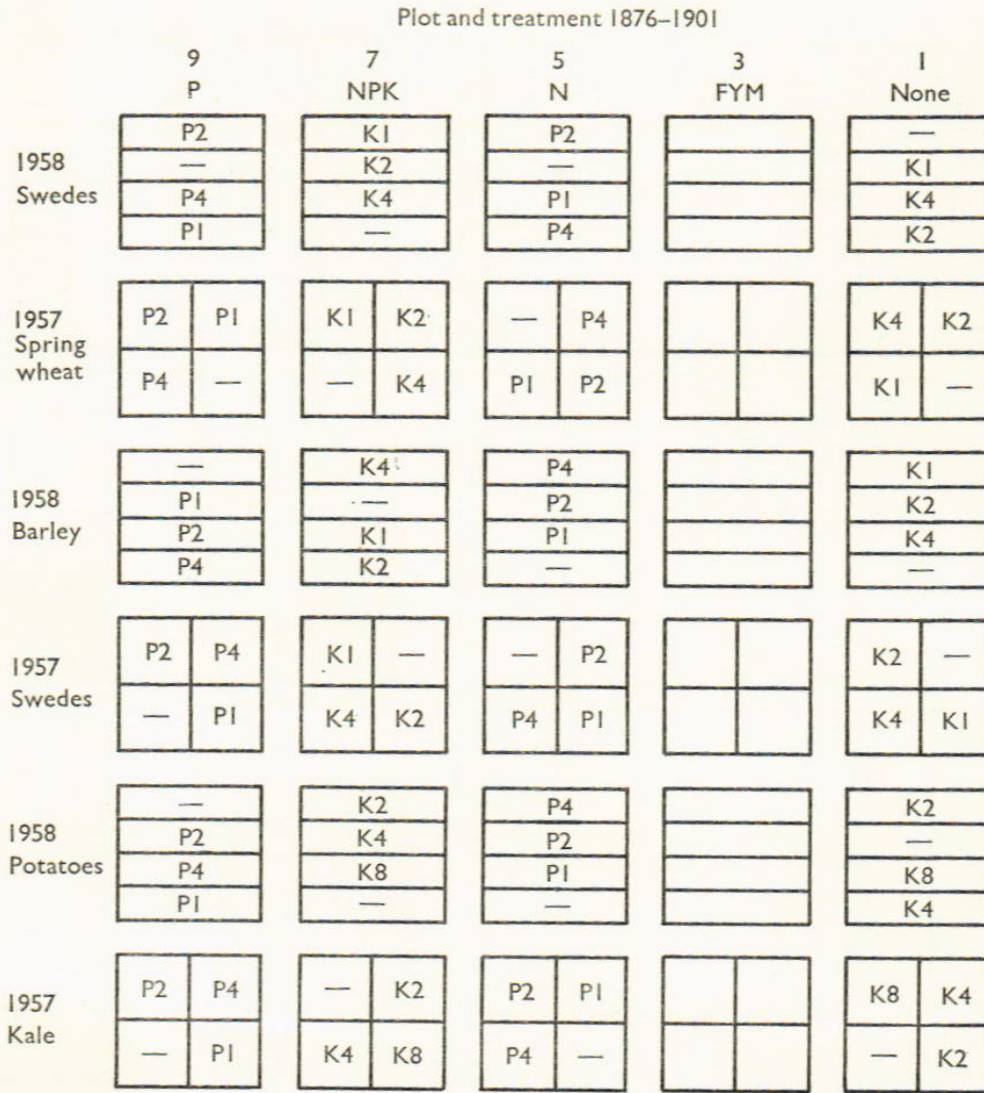 Plot and treatment 1876–1901
9 7 5 3 1
P NPK N FYM None
1958
Swedes
P2 K1 P2 —
— K2 — K1
P4 K4 P1 K4
P1 — P4 K2
1957
Spring
wheat
P2 P1 K1 K2 — P4 K4 K2
P4 — — K4 P1 P2 K1 —
1958
Barley
— K4 P4 K1
P1 — P2 K2
P2 K1 P1 K4
P4 K2 — —
1957
Swedes
P2 P4 K1 — — P2 K2 —
— P1 K4 K2 P4 P1 K4 K1
1958
Potatoes
— K2 P4 K2
P2 K4 P2 —
P4 K8 P1 K8
P1 — — K4
1957
Kale
P2 P4 — K2 P2 P1 K8 K4
— P1 K4 K8 P4 — — K2